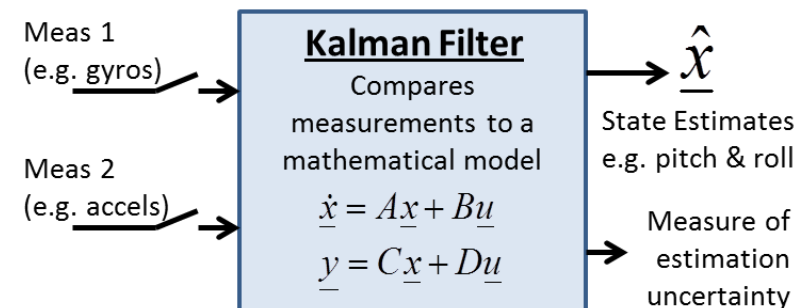 Meas 1
(e.g. gyros)
Meas 2
(e.g. accels)
Kalman Filter
Compares
measurements to a
mathematical model
ẋ = Ax + Bu
y = Cx + Du
x̂
State Estimates
e.g. pitch & roll
Measure of
estimation
uncertainty